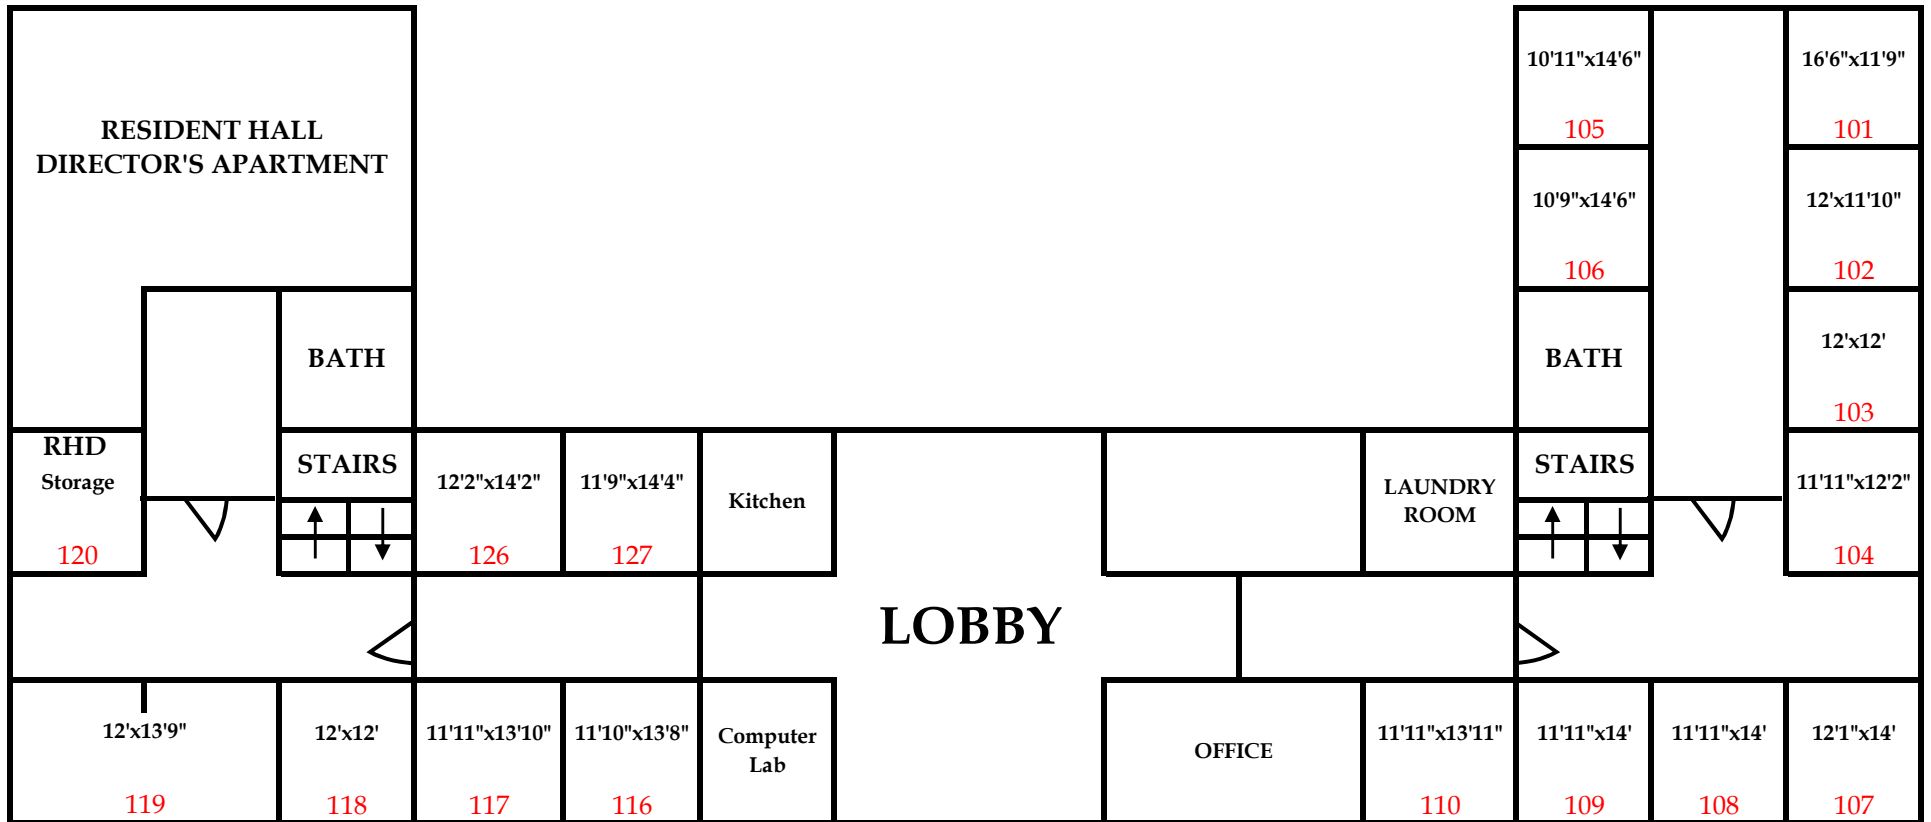 RESIDENT HALL
DIRECTOR'S APARTMENT
10'11"x14'6"
105
16'6"x11'9"
101
10'9"x14'6"
106
12'x11'10"
102
BATH
BATH
12'x12'
103
RHD
Storage
120
STAIRS
12'2"x14'2"
126
11'9"x14'4"
127
Kitchen
LAUNDRY
ROOM
STAIRS
11'11"x12'2"
104
LOBBY
12'x13'9"
119
12'x12'
118
11'11"x13'10"
117
11'10"x13'8"
116
Computer
Lab
OFFICE
11'11"x13'11"
110
11'11"x14'
109
11'11"x14'
108
12'1"x14'
107